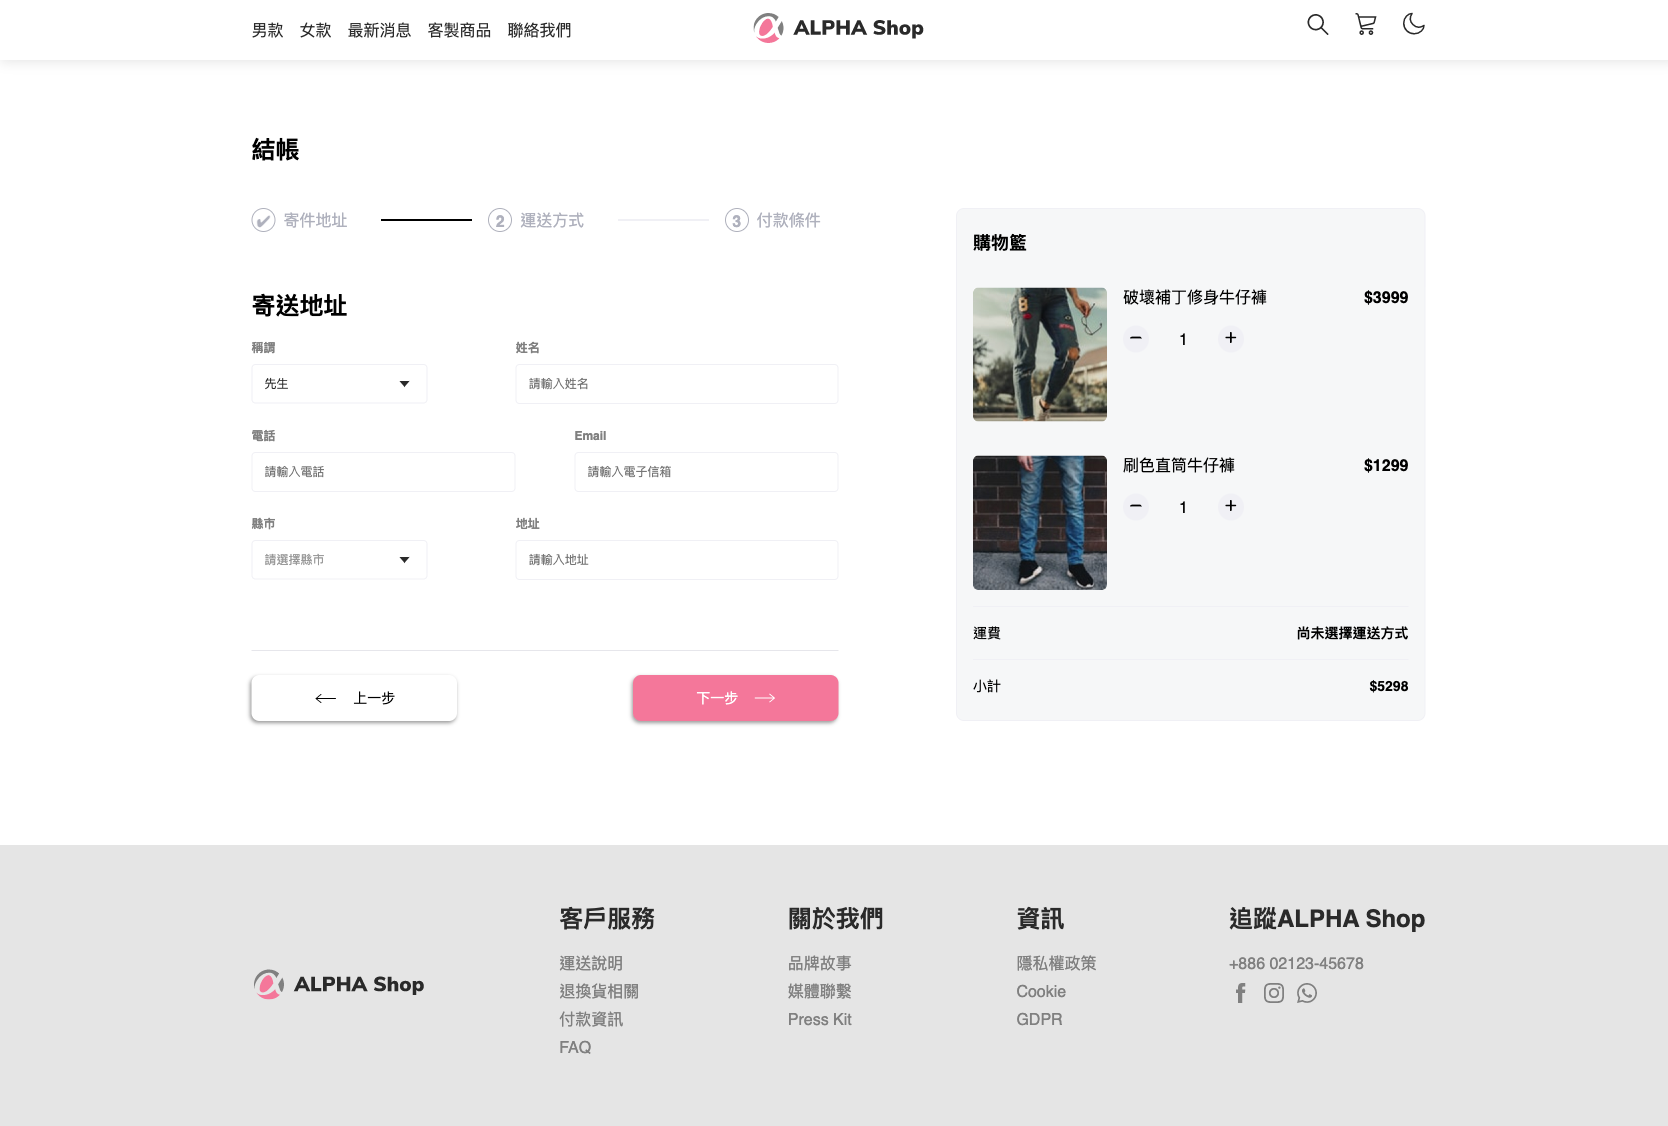 男款 女款 最新消息 客製商品 聯絡我們
ALPHA Shop
結帳
寄件地址 2 運送方式 3 付款條件
寄送地址
稱謂 姓名
先生 請輸入姓名
電話 Email
請輸入電話 請輸入電子信箱
縣市 地址
請選擇縣市 請輸入地址
上一步 下一步
購物籃
破壞補丁修身牛仔褲 $3999
1
刷色直筒牛仔褲 $1299
1
運費 尚未選擇運送方式
小計 $5298
ALPHA Shop
客戶服務
運送說明
退換貨相關
付款資訊
FAQ
關於我們
品牌故事
媒體聯繫
Press Kit
資訊
隱私權政策
Cookie
GDPR
追蹤ALPHA Shop
+886 02123-45678